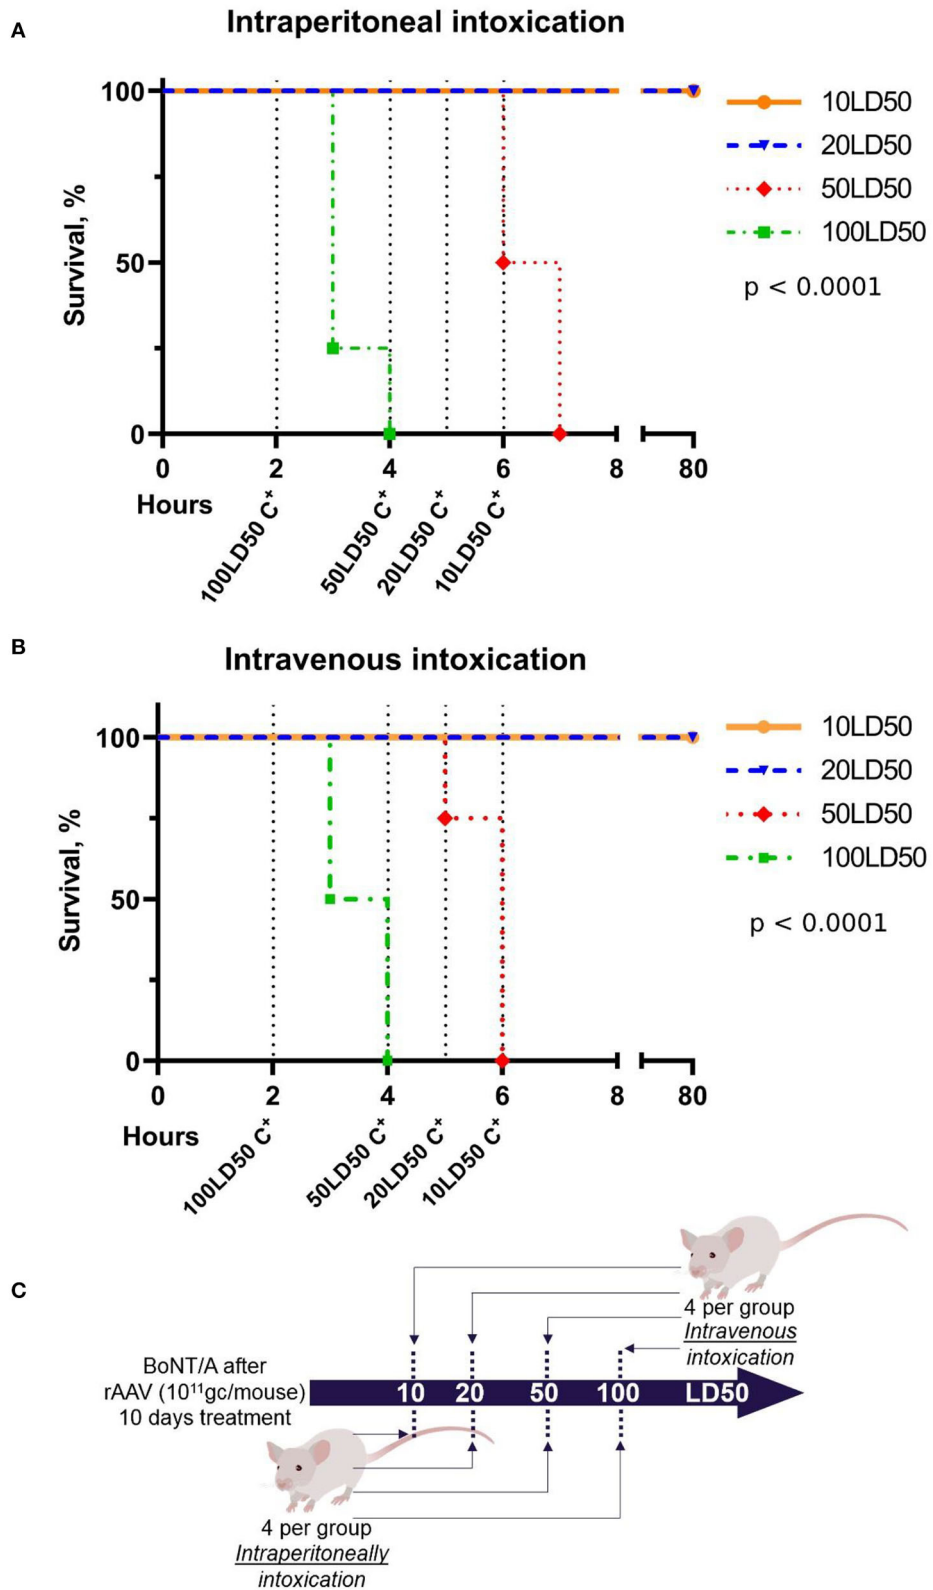 A
Intraperitoneal intoxication
100
50
0
Survival, %
0 2 4 6 8 80
Hours
100LD50 C+
50LD50 C+
20LD50 C+
10LD50 C+
10LD50
20LD50
50LD50
100LD50
p < 0.0001
B
Intravenous intoxication
100
50
0
Survival, %
0 2 4 6 8 80
Hours
100LD50 C+
50LD50 C+
20LD50 C+
10LD50 C+
10LD50
20LD50
50LD50
100LD50
p < 0.0001
C
4 per group
Intravenous
intoxication
BoNT/A after
rAAV (10¹¹gc/mouse)
10 days treatment
10 20 50 100 LD50
4 per group
Intraperitoneally
intoxication